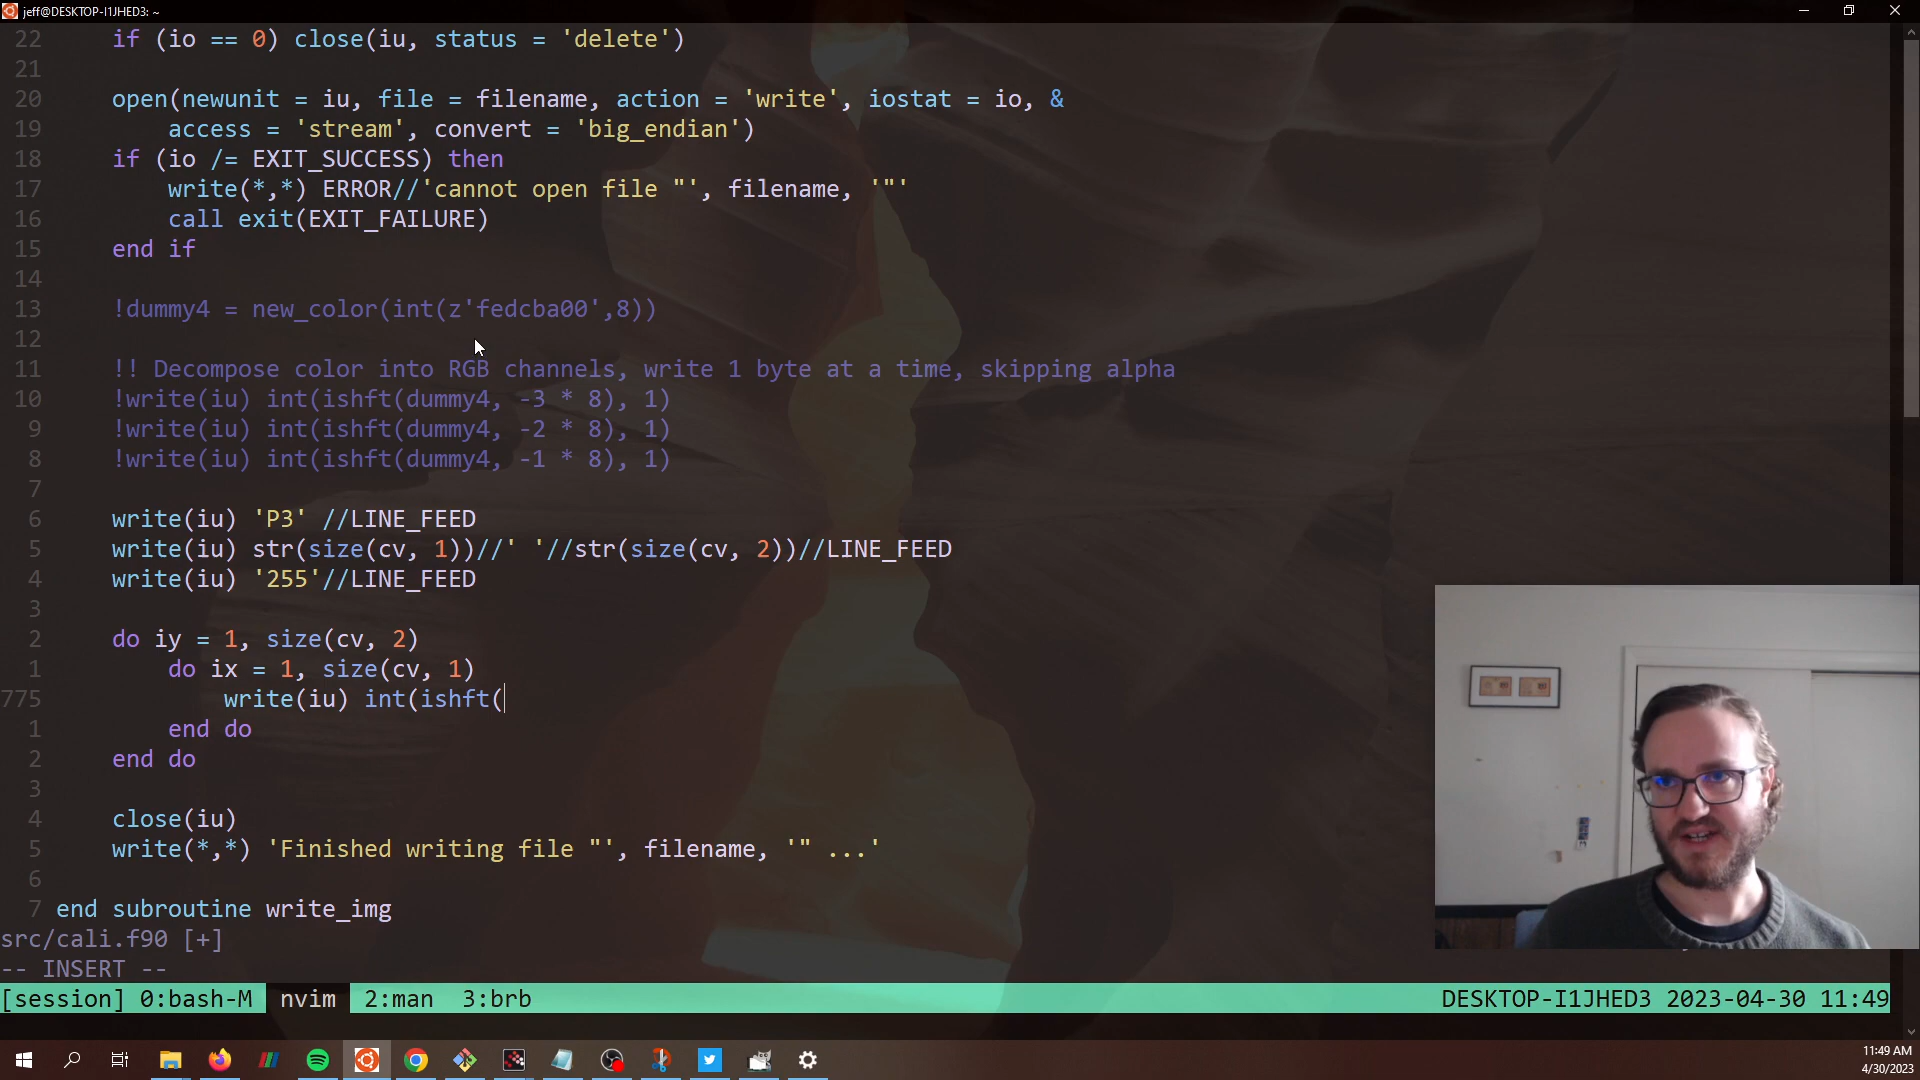 jeff@DESKTOP-I1JHED3: ~
22 if (io == 0) close(iu, status = 'delete')
21
20 open(newunit = iu, file = filename, action = 'write', iostat = io, &
19 access = 'stream', convert = 'big_endian')
18 if (io /= EXIT_SUCCESS) then
17 write(*,*) ERROR//'cannot open file "', filename, '"'
16 call exit(EXIT_FAILURE)
15 end if
14
13 !dummy4 = new_color(int(z'fedcba00',8))
12
11 !! Decompose color into RGB channels, write 1 byte at a time, skipping alpha
10 !write(iu) int(ishft(dummy4, -3 * 8), 1)
9 !write(iu) int(ishft(dummy4, -2 * 8), 1)
8 !write(iu) int(ishft(dummy4, -1 * 8), 1)
7
6 write(iu) 'P3' //LINE_FEED
5 write(iu) str(size(cv, 1))//' '//str(size(cv, 2))//LINE_FEED
4 write(iu) '255'//LINE_FEED
3
2 do iy = 1, size(cv, 2)
1 do ix = 1, size(cv, 1)
775 write(iu) int(ishft(
1 end do
2 end do
3
4 close(iu)
5 write(*,*) 'Finished writing file "', filename, '" ...'
6
7 end subroutine write_img
src/cali.f90 [+]
-- INSERT --
[session] 0:bash-M nvim 2:man 3:brb DESKTOP-I1JHED3 2023-04-30 11:49
11:49 AM
4/30/2023